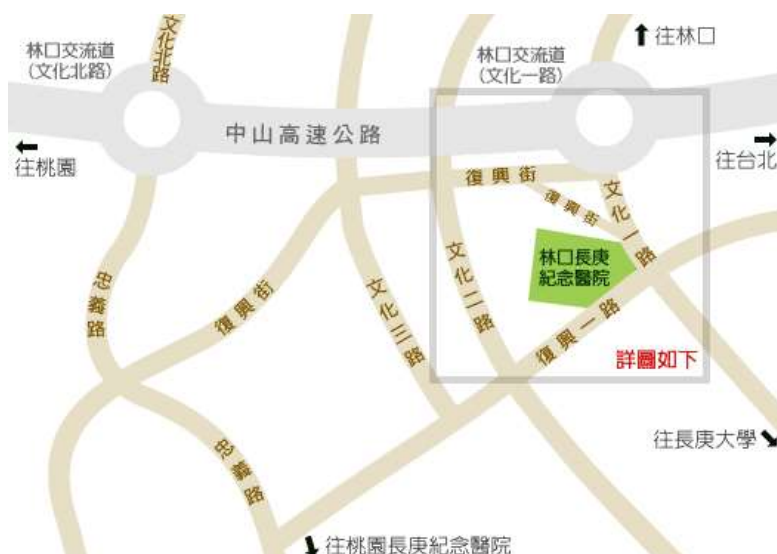 文化北路
林口交流道
(文化北路)
林口交流道
(文化一路)
往林口
中山高速公路
往桃園
往台北
復興街
復興街
文化一路
林口長庚
紀念醫院
忠義路
復興街
文化三路
文化二路
復興一路
詳圖如下
忠義路
往長庚大學
往桃園長庚紀念醫院